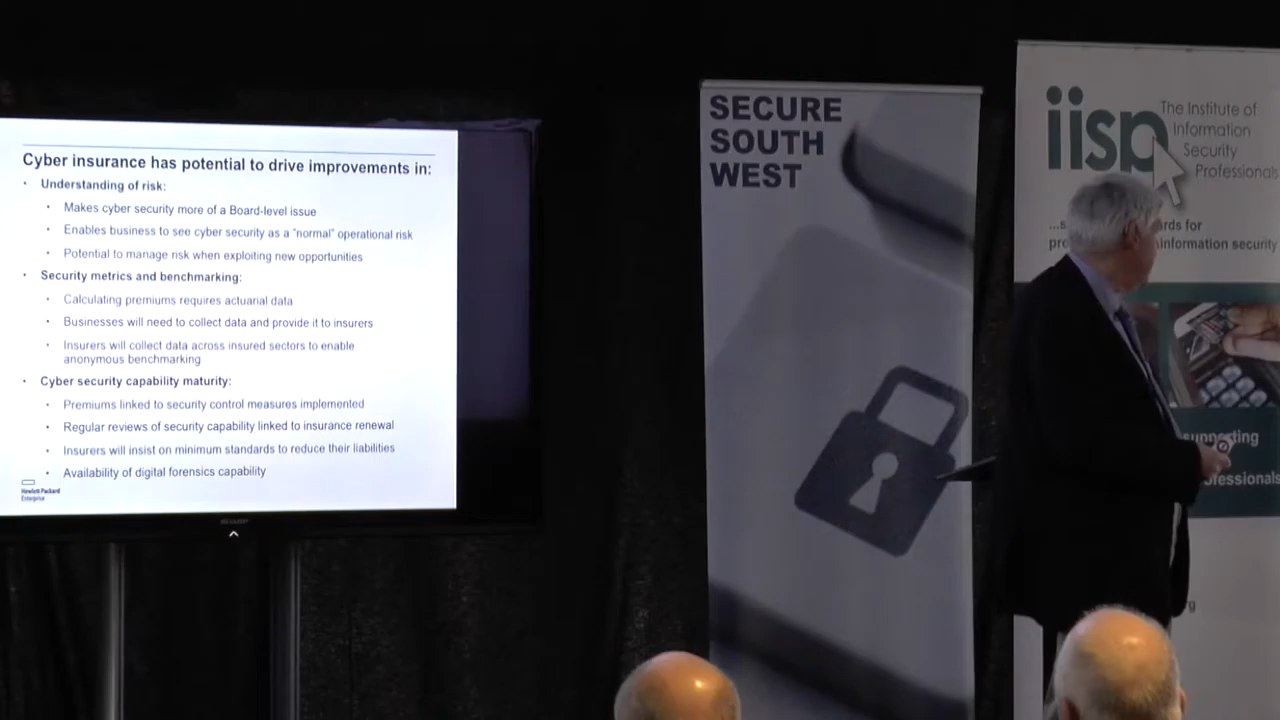 Cyber insurance has potential to drive improvements in:
• Understanding of risk:
• Makes cyber security more of a Board-level issue
• Enables business to see cyber security as a "normal" operational risk
• Potential to manage risk when exploiting new opportunities
• Security metrics and benchmarking:
• Calculating premiums requires actuarial data
• Businesses will need to collect data and provide it to insurers
• Insurers will collect data across insured sectors to enable
anonymous benchmarking
• Cyber security capability maturity:
• Premiums linked to security control measures implemented
• Regular reviews of security capability linked to insurance renewal
• Insurers will insist on minimum standards to reduce their liabilities
• Availability of digital forensics capability
Hewlett Packard
Enterprise
SHARP
SECURE
SOUTH
WEST
iisp
The Institute of
Information
Security
Professionals
information security
supporting